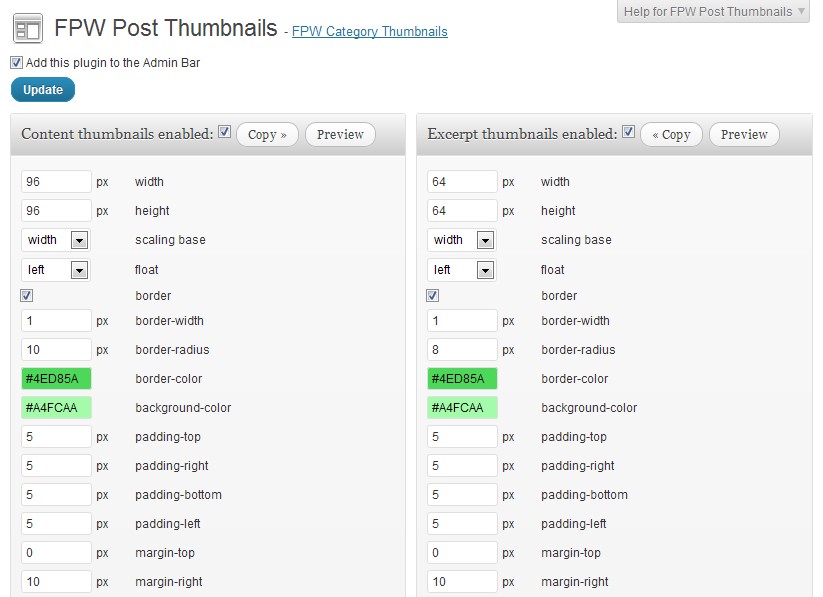 FPW Post Thumbnails - FPW Category Thumbnails
Help for FPW Post Thumbnails
Add this plugin to the Admin Bar
Update
Content thumbnails enabled: Copy » Preview
96 px width
96 px height
width scaling base
left float
border
1 px border-width
10 px border-radius
#4ED85A border-color
#A4FCAA background-color
5 px padding-top
5 px padding-right
5 px padding-bottom
5 px padding-left
0 px margin-top
10 px margin-right
Excerpt thumbnails enabled: « Copy Preview
64 px width
64 px height
width scaling base
left float
border
1 px border-width
8 px border-radius
#4ED85A border-color
#A4FCAA background-color
5 px padding-top
5 px padding-right
5 px padding-bottom
5 px padding-left
0 px margin-top
10 px margin-right